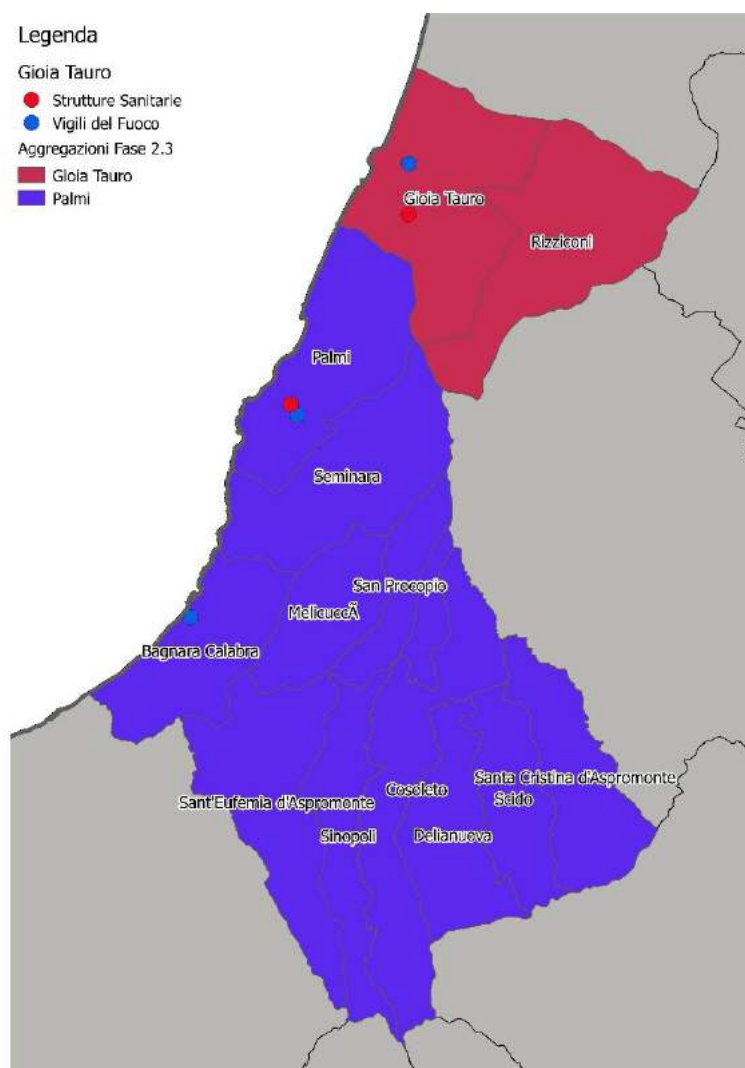 Legenda
Gioia Tauro
Strutture Sanitarie
Vigili del Fuoco
Aggregazioni Fase 2.3
Gioia Tauro
Palmi
Gioia Tauro
Rizziconi
Palmi
Seminara
San Procopio
MelicuccÃ
Bagnara Calabra
Santa Cristina d'Aspromonte
Cosoleto
Scido
Sant'Eufemia d'Aspromonte
Sinopoli
Delianuova